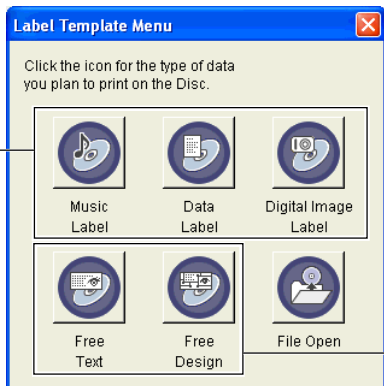 Label Template Menu
Click the icon for the type of data
you plan to print on the Disc.
Music
Label
Data
Label
Digital Image
Label
Free
Text
Free
Design
File Open